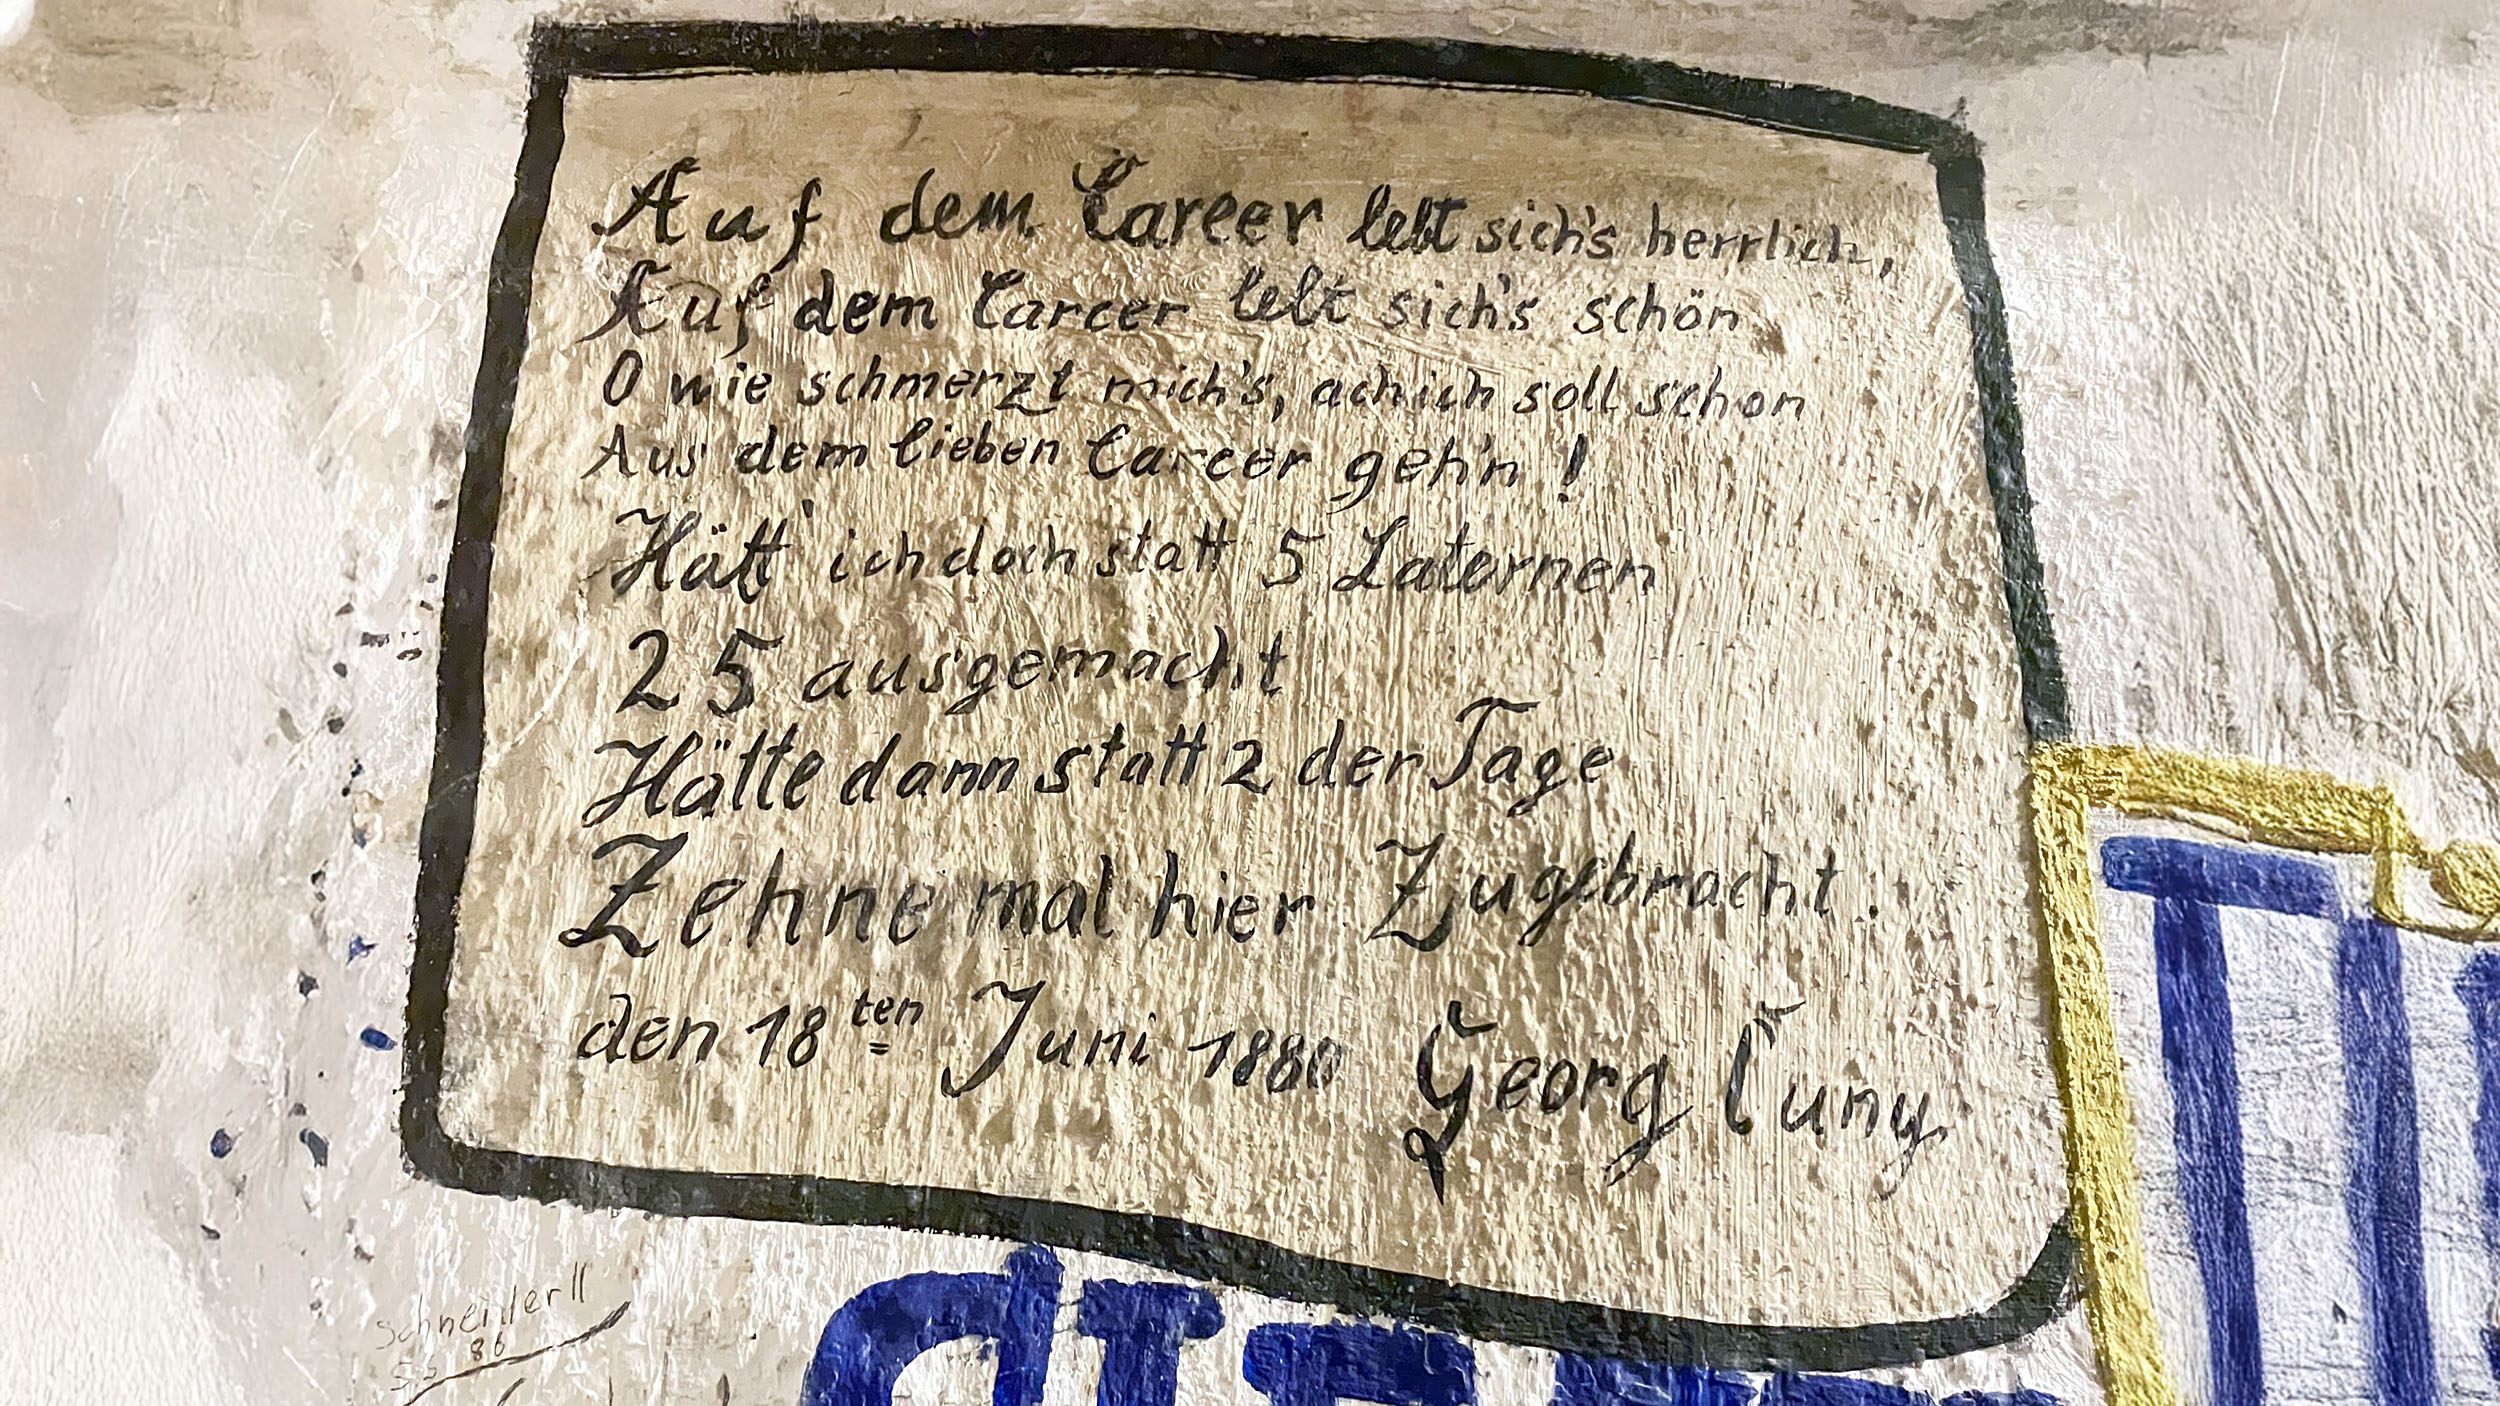 Auf dem Carcer lebt sich's herrlich,
Auf dem Carcer lebt sich's schön
O wie schmerzt mich's, ach ich soll schon
Aus dem lieben Carcer geh'n!
Hätt' ich doch statt 5 Laternen
25 ausgemacht
Hätte dann statt 2 der Tage
Zehne mal hier Zugebracht.
den 18ten Juni 1880 Georg Cuny
Schneider II
S.S 86